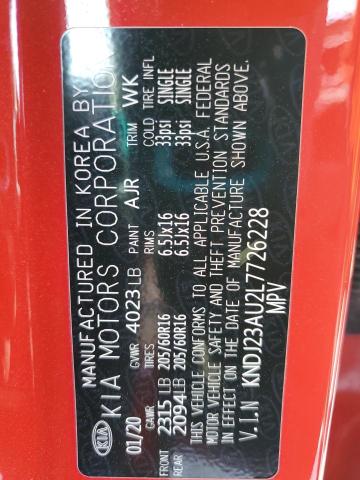 MANUFACTURED IN KOREA BY
KIA KIA MOTORS CORPORATION
01/20 GVWR 4023 LB PAINT AJR TRIM WK
GAWR TIRES RIMS COLD TIRE INFL
FRONT 2315 LB 205/60R16 6.5Jx16 33psi SINGLE
REAR 2094 LB 205/60R16 6.5Jx16 33psi SINGLE
THIS VEHICLE CONFORMS TO ALL APPLICABLE U.S.A. FEDERAL
MOTOR VEHICLE SAFETY AND THEFT PREVENTION STANDARDS
IN EFFECT ON THE DATE OF MANUFACTURE SHOWN ABOVE.
V.I.N KNDJ23AU2L7726228
MPV